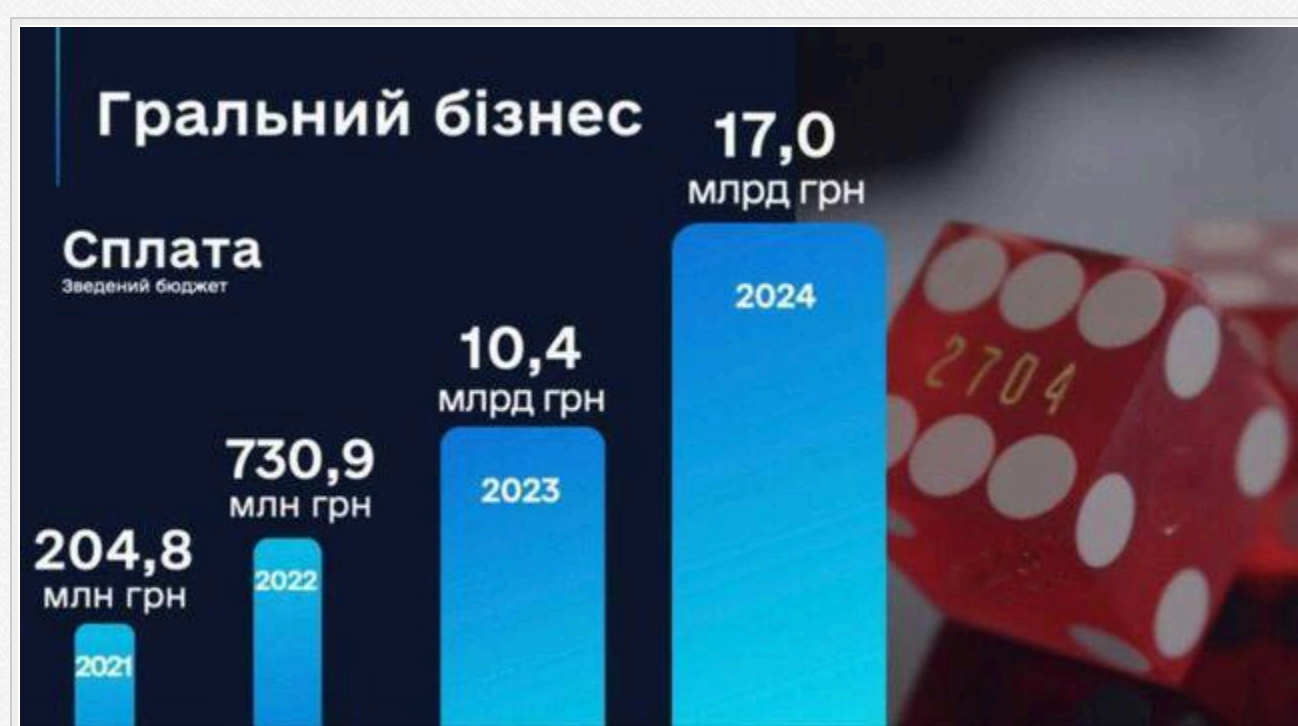 Гральний бізнес
Сплата
Зведений бюджет
204,8
млн грн
2021
730,9
млн грн
2022
10,4
млрд грн
2023
17,0
млрд грн
2024
2704